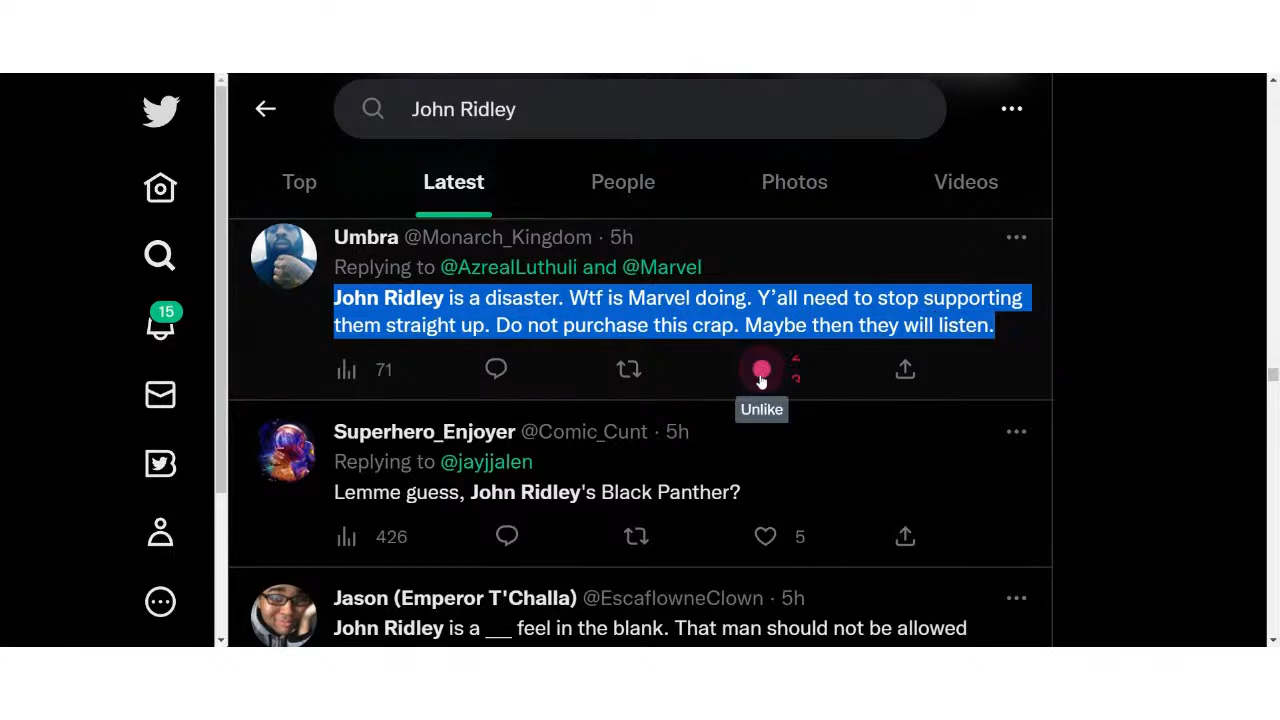 John Ridley
Top Latest People Photos Videos
Umbra @Monarch_Kingdom · 5h
Replying to @AzrealLuthuli and @Marvel
John Ridley is a disaster. Wtf is Marvel doing. Y’all need to stop supporting
them straight up. Do not purchase this crap. Maybe then they will listen.
15
71
Unlike
Superhero_Enjoyer @Comic_Cunt · 5h
Replying to @jayjjalen
Lemme guess, John Ridley's Black Panther?
426 5
Jason (Emperor T'Challa) @EscaflowneClown · 5h
John Ridley is a ___ feel in the blank. That man should not be allowed